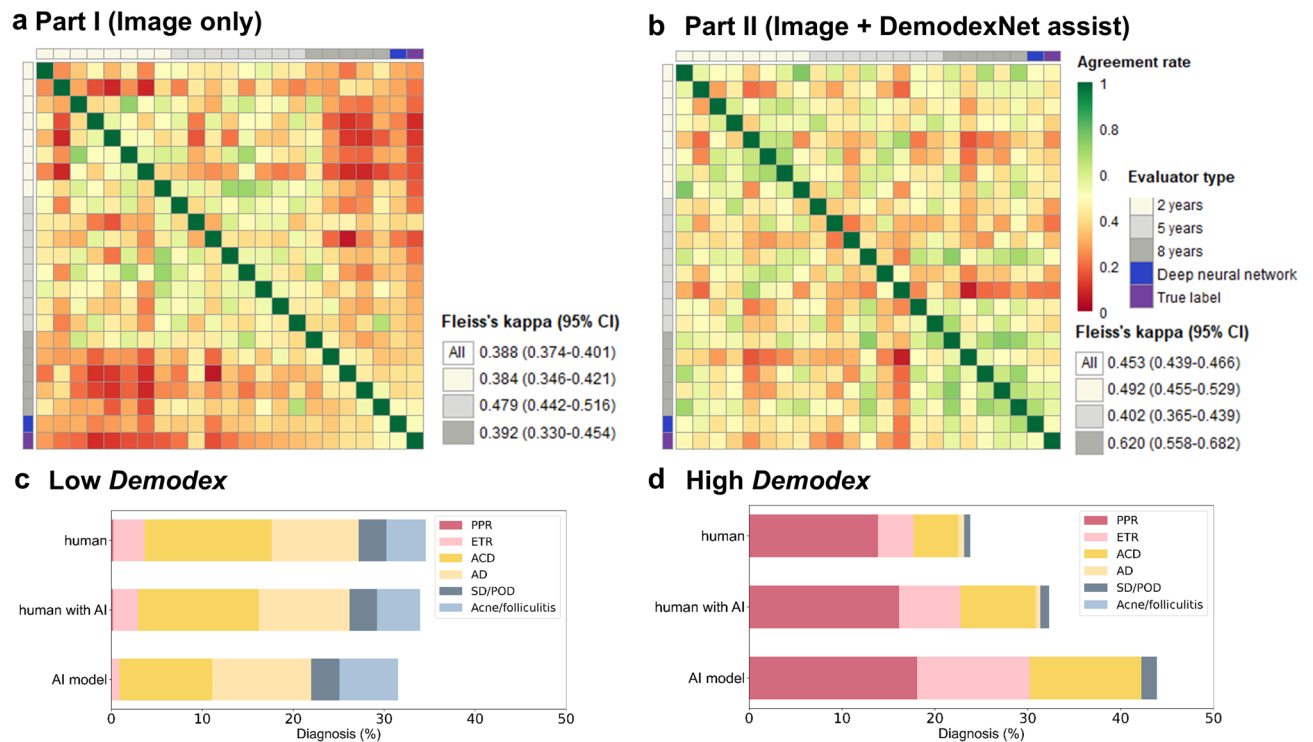 a Part I (Image only)
b Part II (Image + DemodexNet assist)
Agreement rate
1
0.8
0.
0.4
0.2
0
Evaluator type
2 years
5 years
8 years
Deep neural network
True label
Fleiss's kappa (95% CI)
All 0.388 (0.374-0.401)
0.384 (0.346-0.421)
0.479 (0.442-0.516)
0.392 (0.330-0.454)
Fleiss's kappa (95% CI)
All 0.453 (0.439-0.466)
0.492 (0.455-0.529)
0.402 (0.365-0.439)
0.620 (0.558-0.682)
c Low Demodex
human
human with AI
AI model
PPR
ETR
ACD
AD
SD/POD
Acne/folliculitis
0 10 20 30 40 50
Diagnosis (%)
d High Demodex
human
human with AI
AI model
PPR
ETR
ACD
AD
SD/POD
Acne/folliculitis
0 10 20 30 40 50
Diagnosis (%)